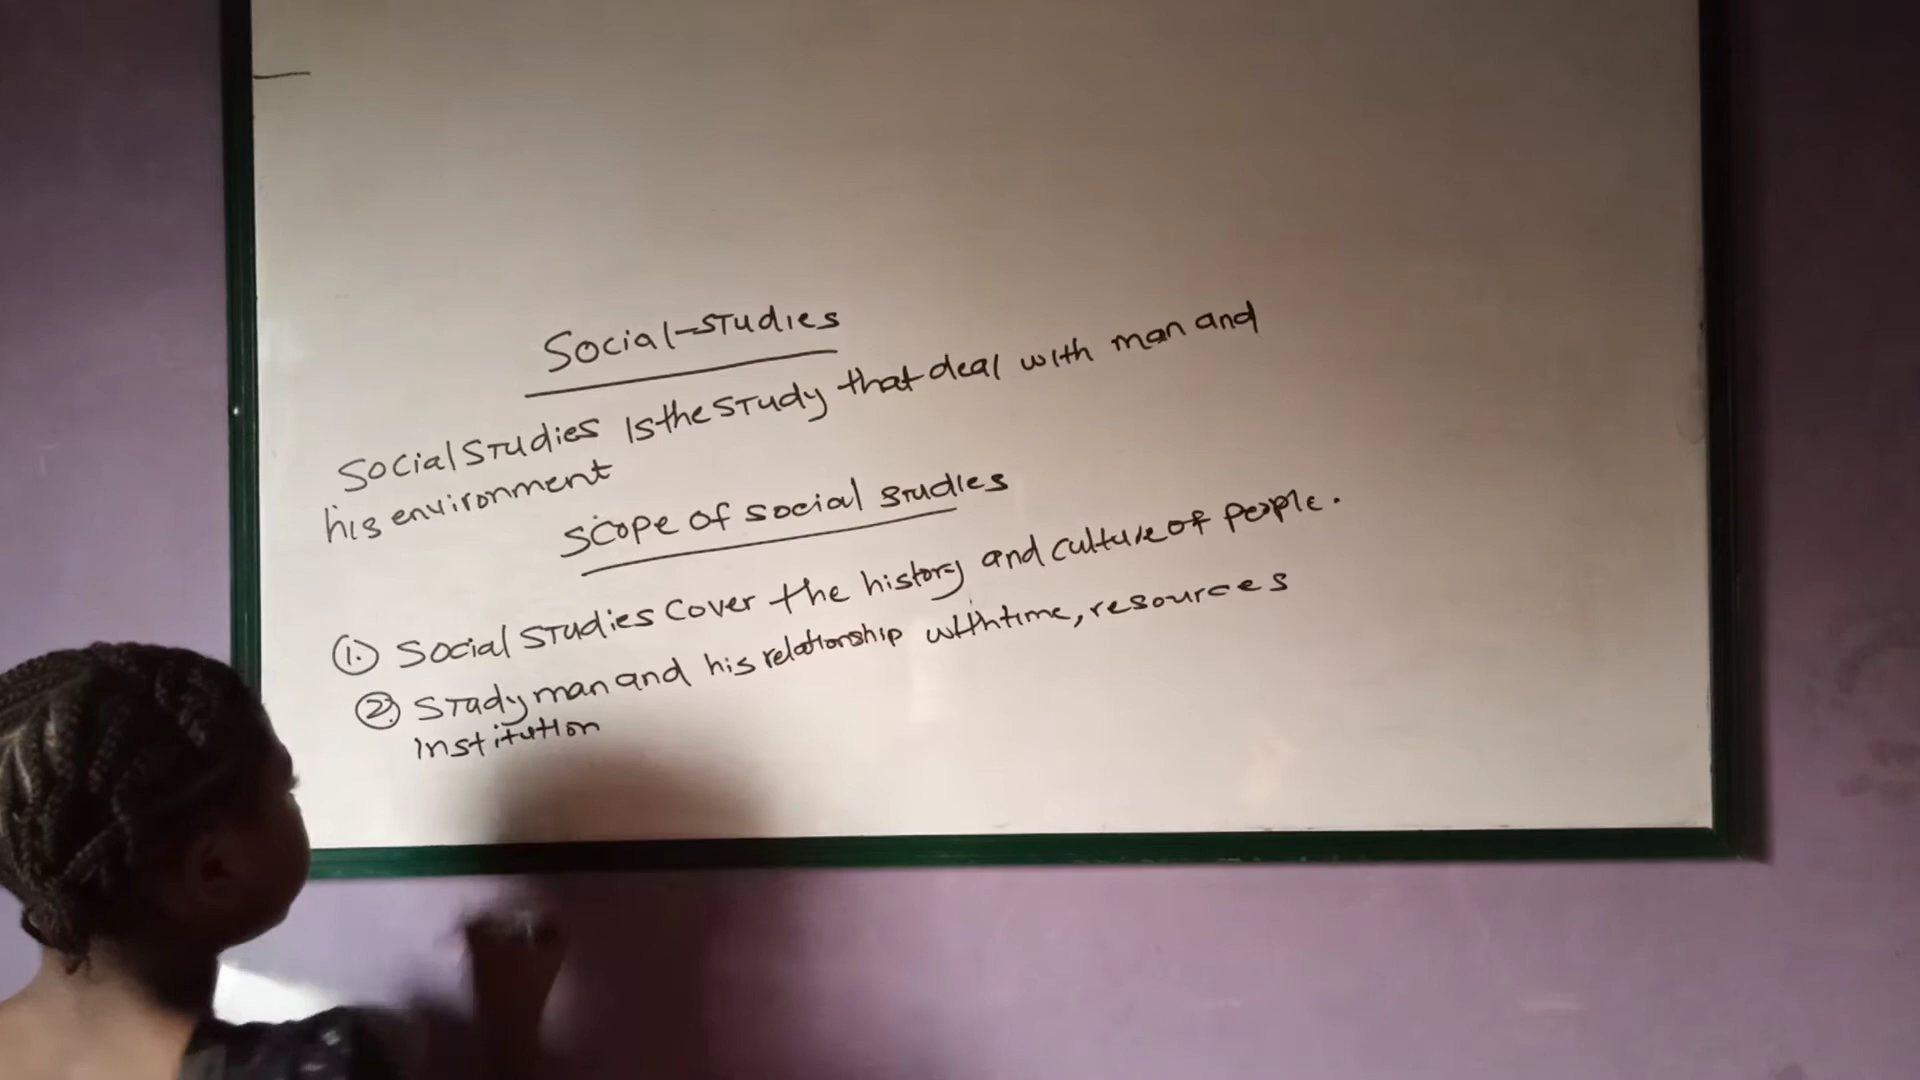 Social-studies
Social studies is the study that deal with man and
his environment
scope of social studies
1. Social studies cover the history and culture of people.
2. Study man and his relationship with time, resources
institution